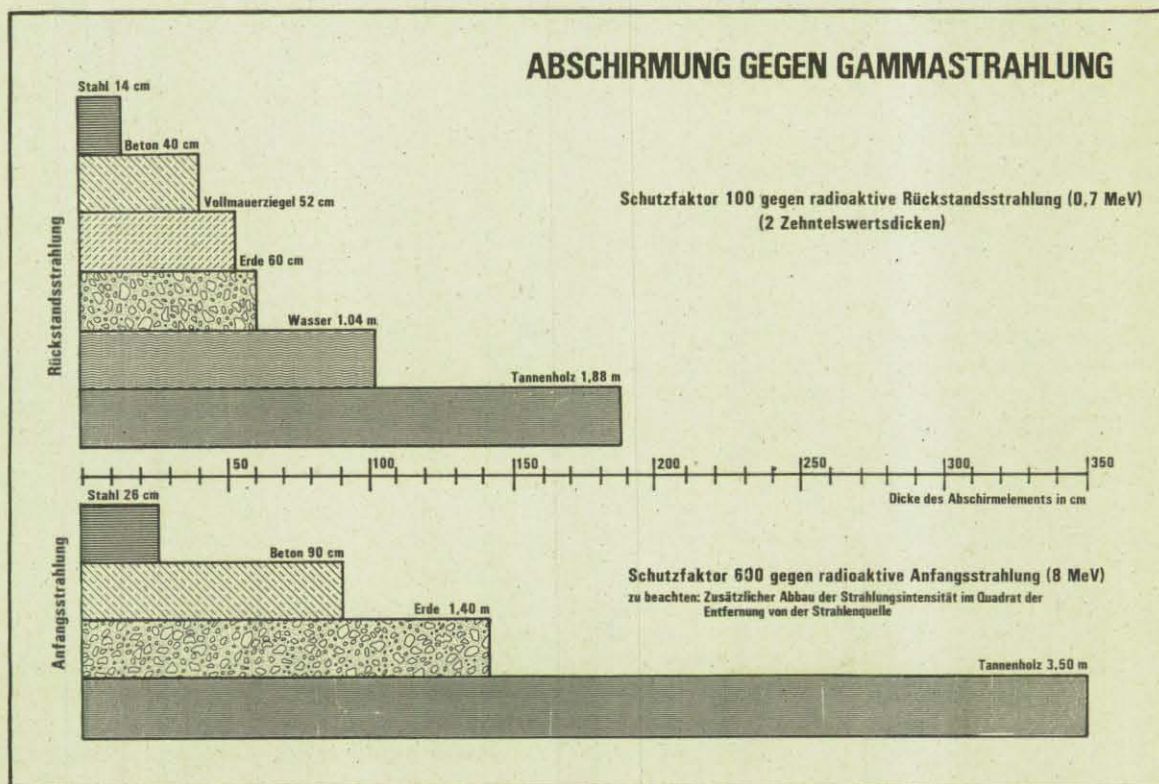 ABSCHIRMUNG GEGEN GAMMASTRAHLUNG
Stahl 14 cm
Beton 40 cm
Vollmauerziegel 52 cm
Erde 60 cm
Wasser 1.04 m
Tannenholz 1,88 m
Rückstandsstrahlung
Schutzfaktor 100 gegen radioaktive Rückstandsstrahlung (0,7 MeV)
(2 Zehntelswertsdicken)
50 100 150 200 250 300 350
Dicke des Abschirmelements in cm
Stahl 26 cm
Beton 90 cm
Erde 1,40 m
Tannenholz 3,50 m
Anfangsstrahlung
Schutzfaktor 600 gegen radioaktive Anfangsstrahlung (8 MeV)
zu beachten: Zusätzlicher Abbau der Strahlungsintensität im Quadrat der
Entfernung von der Strahlenquelle